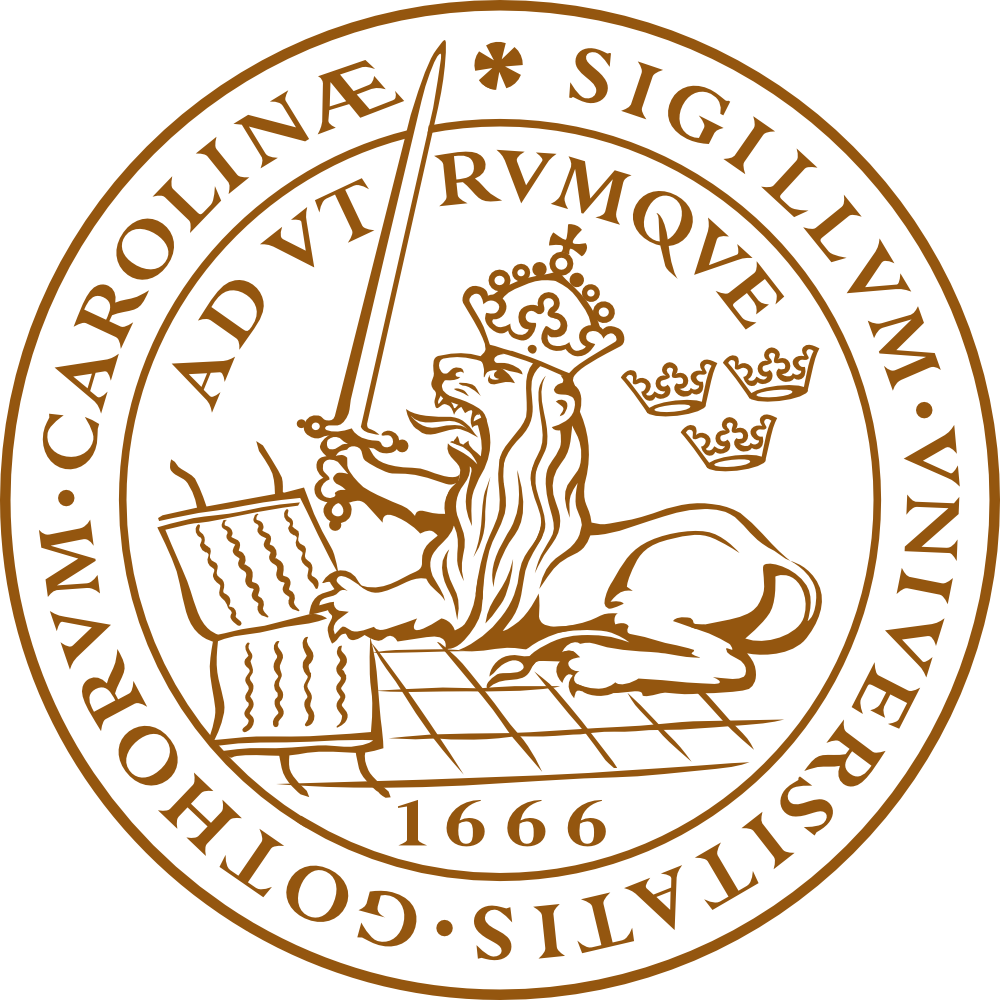 * SIGILLVM · VNIVERSITATIS · GOTHORVM · CAROLINÆ
AD VTRVMQVE
1666